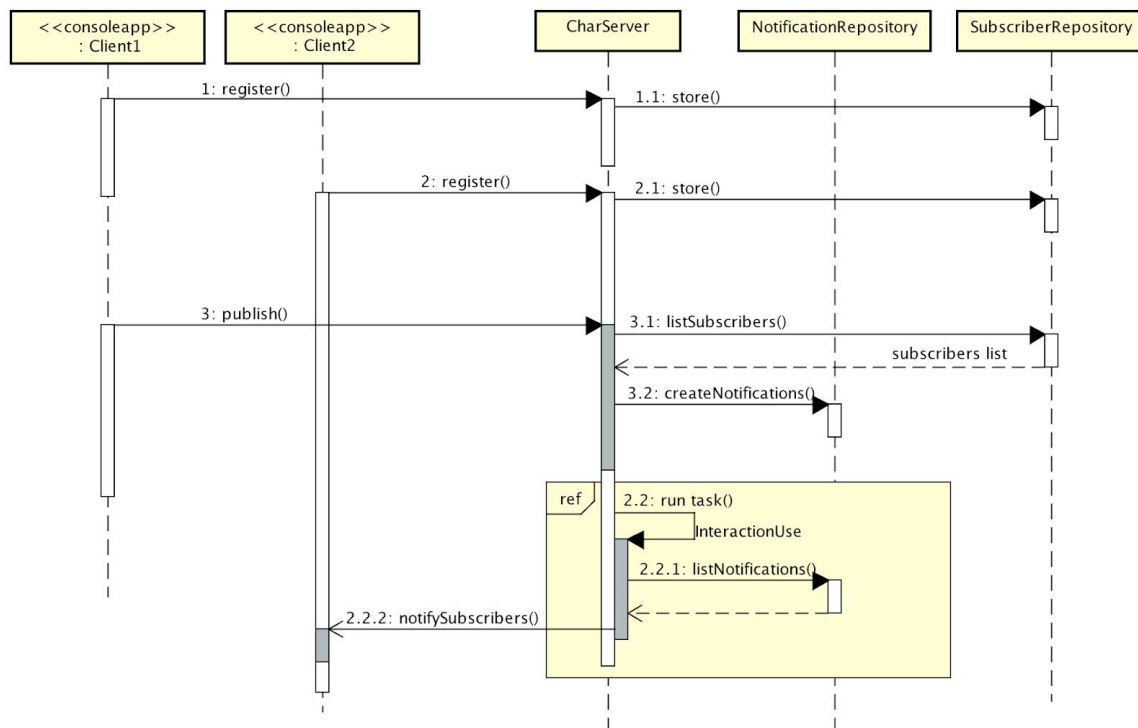 <<consoleapp>>
: Client1
<<consoleapp>>
: Client2
CharServer
NotificationRepository
SubscriberRepository
1: register()
1.1: store()
2: register()
2.1: store()
3: publish()
3.1: listSubscribers()
subscribers list
3.2: createNotifications()
ref
2.2: run task()
InteractionUse
2.2.1: listNotifications()
2.2.2: notifySubscribers()